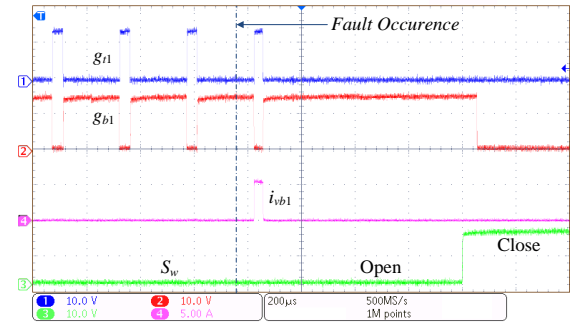 T
Fault Occurence
g_t1
1
g_b1
2
i_vb1
4
S_w
Open
Close
3
1 10.0 V 2 10.0 V 200μs 500MS/s
3 10.0 V 4 5.00 A 1M points